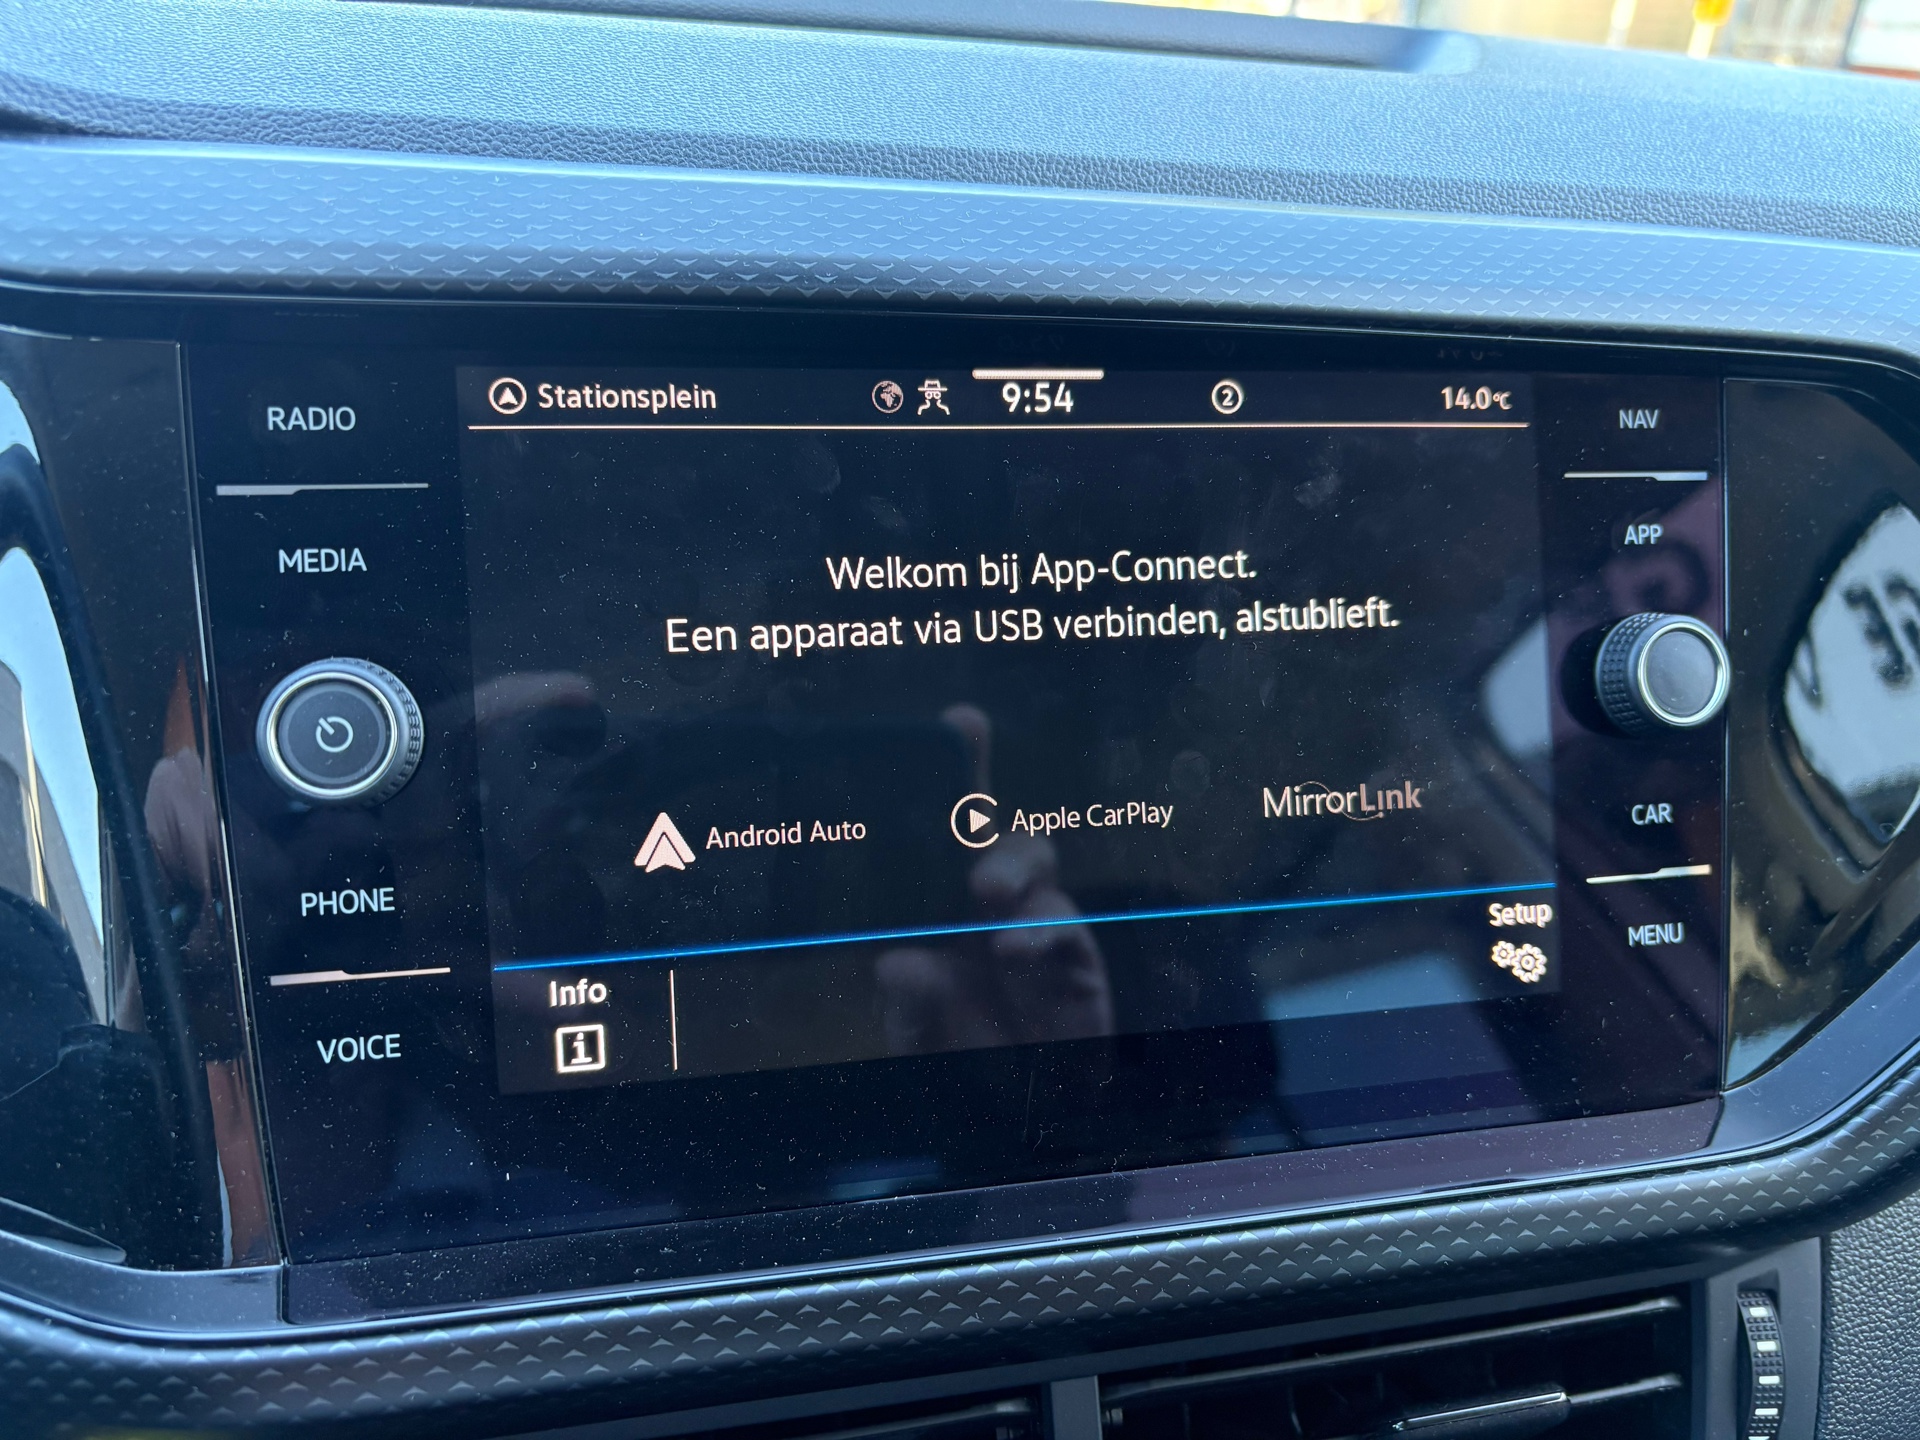 RADIO
MEDIA
PHONE
VOICE
Stationsplein
9:54
2
14.0°C
Welkom bij App-Connect.
Een apparaat via USB verbinden, alstublieft.
Android Auto
Apple CarPlay
MirrorLink
Info
i
Setup
NAV
APP
CAR
MENU